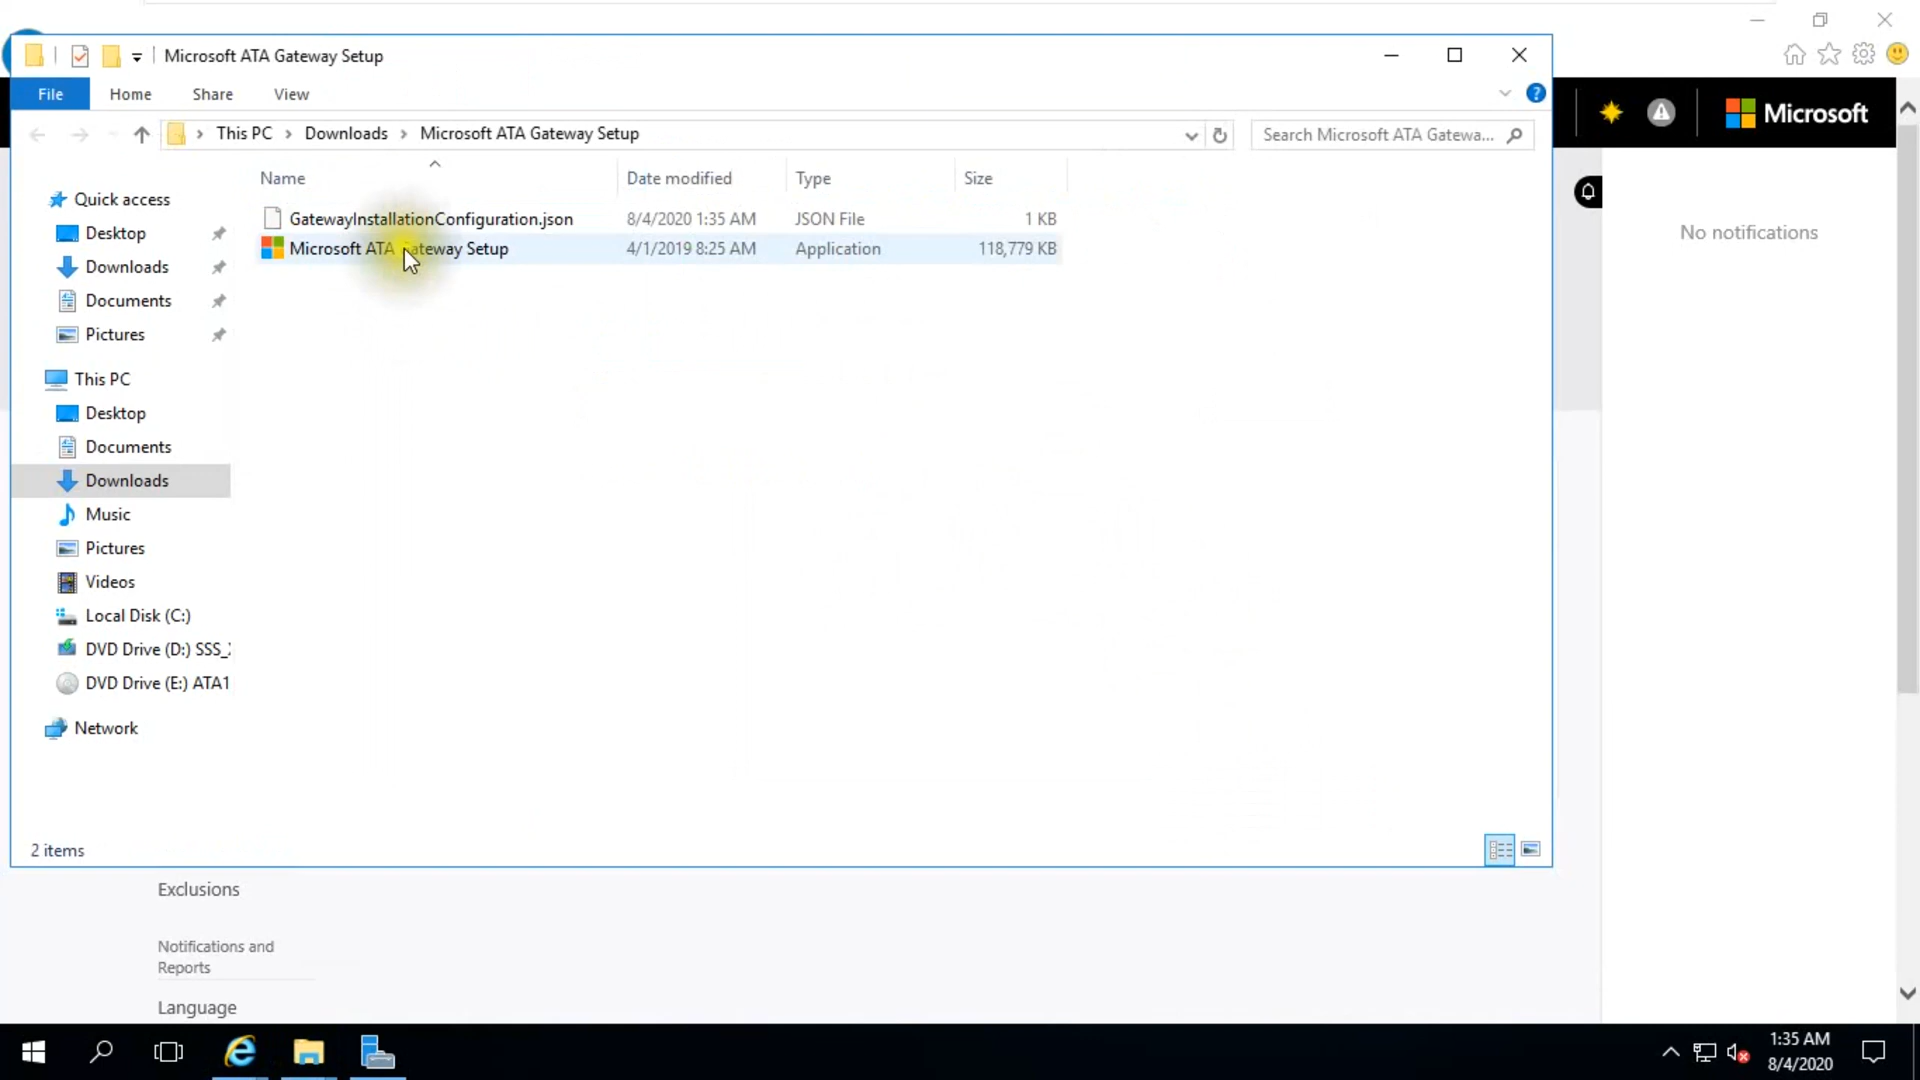 Microsoft ATA Gateway Setup
File
Home
Share
View
Microsoft
This PC
Downloads
Microsoft ATA Gateway Setup
Search Microsoft ATA Gatewa...
Name
Date modified
Type
Size
GatewayInstallationConfiguration.json
8/4/2020 1:35 AM
JSON File
1 KB
Microsoft ATA Gateway Setup
4/1/2019 8:25 AM
Application
118,779 KB
No notifications
Quick access
Desktop
Downloads
Documents
Pictures
This PC
Desktop
Documents
Downloads
Music
Pictures
Videos
Local Disk (C:)
DVD Drive (D:) SSS_
DVD Drive (E:) ATA1
Network
2 items
Exclusions
Notifications and
Reports
Language
1:35 AM
8/4/2020